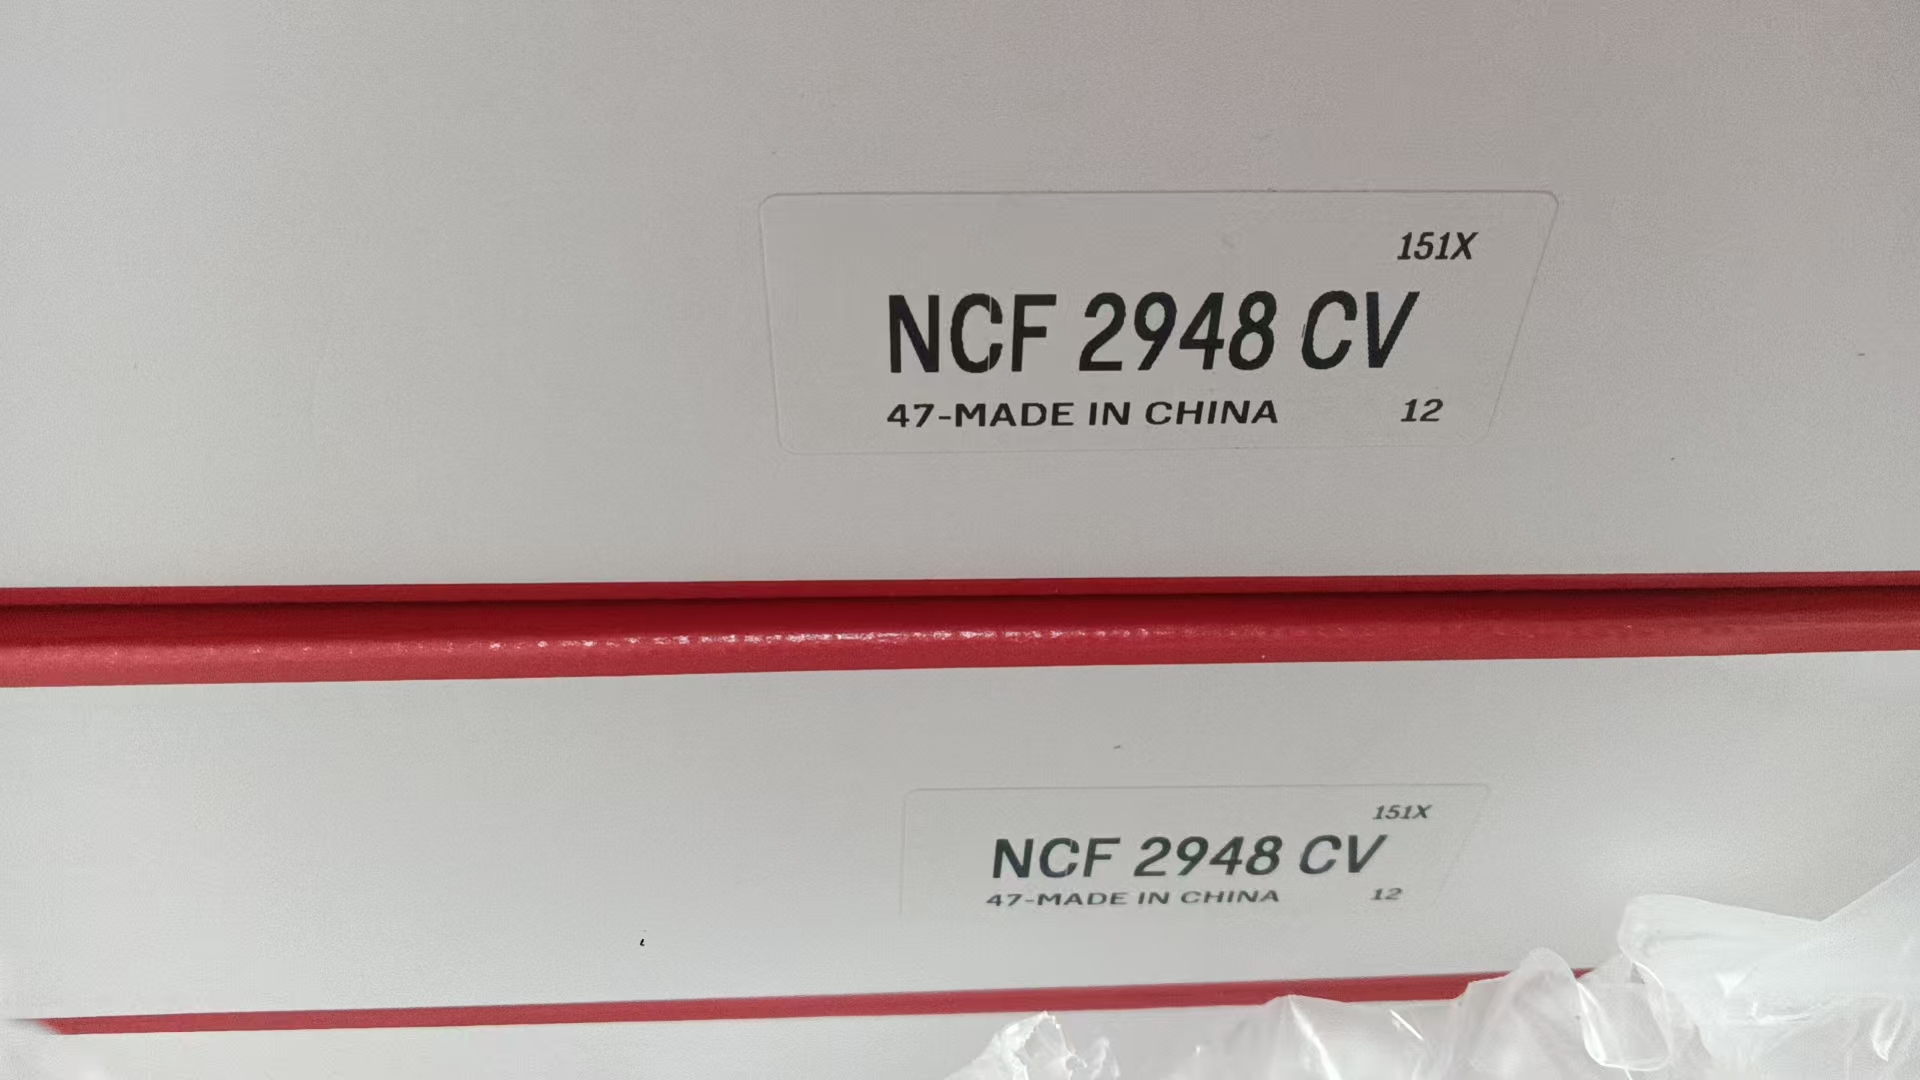 151X
NCF 2948 CV
47-MADE IN CHINA 12
151X
NCF 2948 CV
47-MADE IN CHINA 12